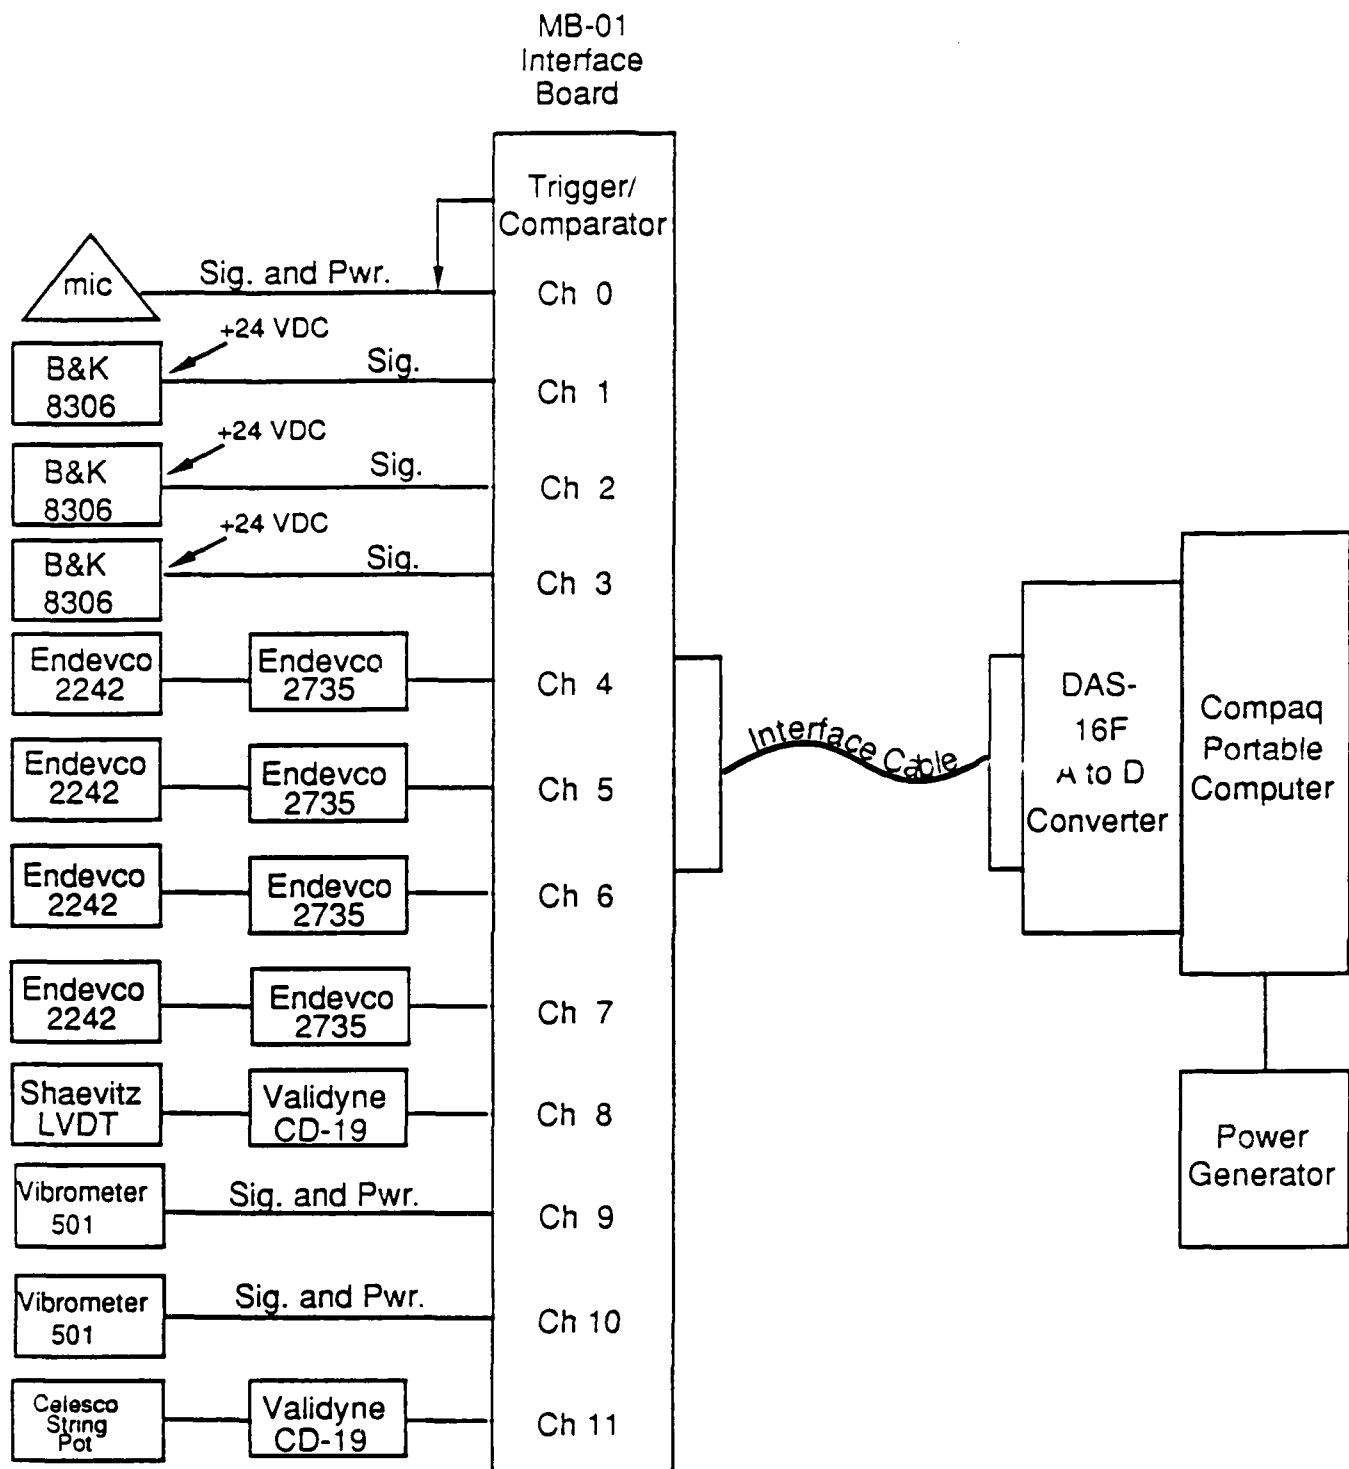 MB-01
Interface
Board
Trigger/
Comparator
mic
Sig. and Pwr.
Ch 0
+24 VDC
B&K
8306
Sig.
Ch 1
+24 VDC
B&K
8306
Sig.
Ch 2
+24 VDC
B&K
8306
Sig.
Ch 3
Endevco
2242
Endevco
2735
Ch 4
Endevco
2242
Endevco
2735
Ch 5
Endevco
2242
Endevco
2735
Ch 6
Endevco
2242
Endevco
2735
Ch 7
Shaevitz
LVDT
Validyne
CD-19
Ch 8
Vibrometer
501
Sig. and Pwr.
Ch 9
Vibrometer
501
Sig. and Pwr.
Ch 10
Celesco
String
Pot
Validyne
CD-19
Ch 11
Interface Cable
DAS-
16F
A to D
Converter
Compaq
Portable
Computer
Power
Generator